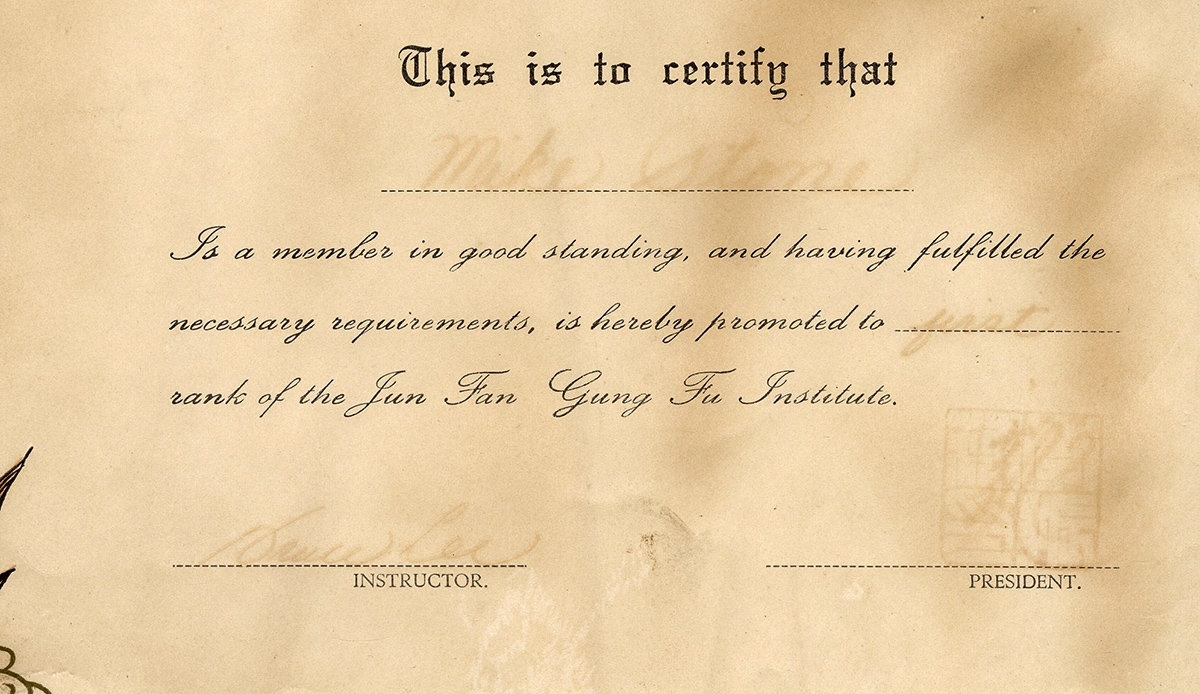 This is to certify that
Mike Stone
Is a member in good standing, and having fulfilled the
necessary requirements, is hereby promoted to first
rank of the Jun Fan Gung Fu Institute.
Bruce Lee
INSTRUCTOR. PRESIDENT.